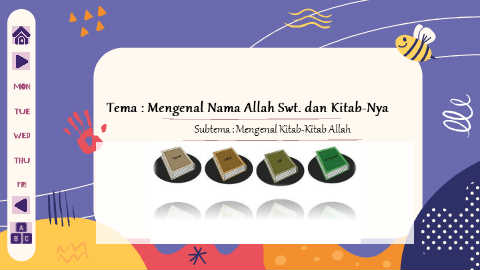 MON
TUE
WED
THU
FRI
A
B C
Tema : Mengenal Nama Allah Swt. dan Kitab-Nya
Subtema : Mengenal Kitab-Kitab Allah